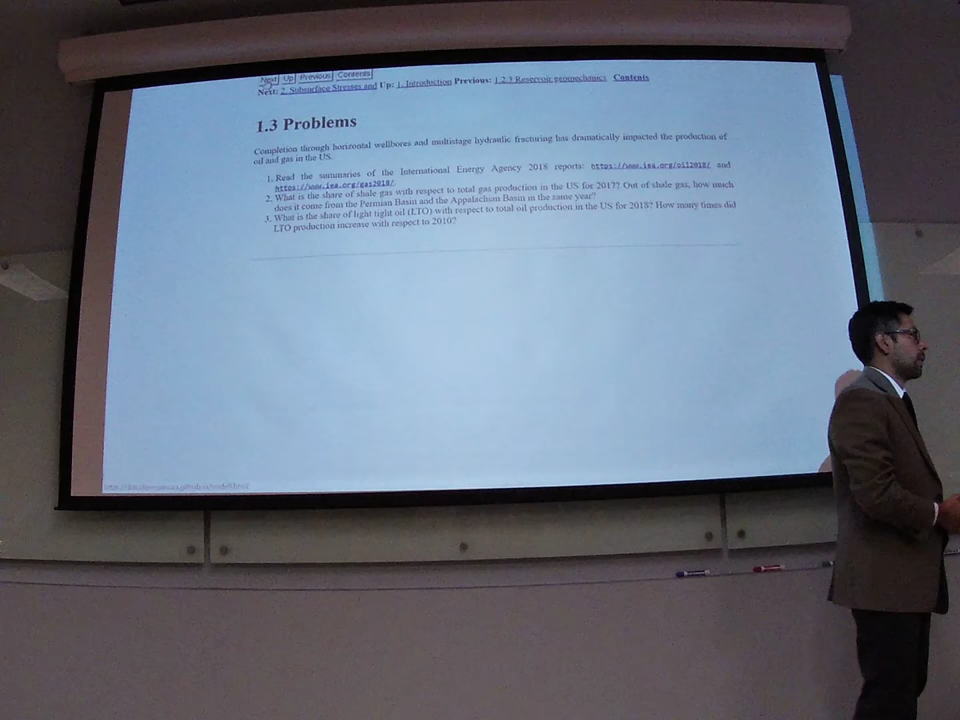 Next Up Previous Contents
Next: 2. Subsurface Stresses and Up: 1. Introduction Previous: 1.2.3 Reservoir geomechanics Contents
1.3 Problems
Completion through horizontal wellbores and multistage hydraulic fracturing has dramatically impacted the production of
oil and gas in the US.
1. Read the summaries of the International Energy Agency 2018 reports: https://www.iea.org/oil2018/ and
https://www.iea.org/gas2018/.
2. What is the share of shale gas with respect to total gas production in the US for 2017? Out of shale gas, how much
does it come from the Permian Basin and the Appalachian Basin in the same year?
3. What is the share of light tight oil (LTO) with respect to total oil production in the US for 2018? How many times did
LTO production increase with respect to 2010?